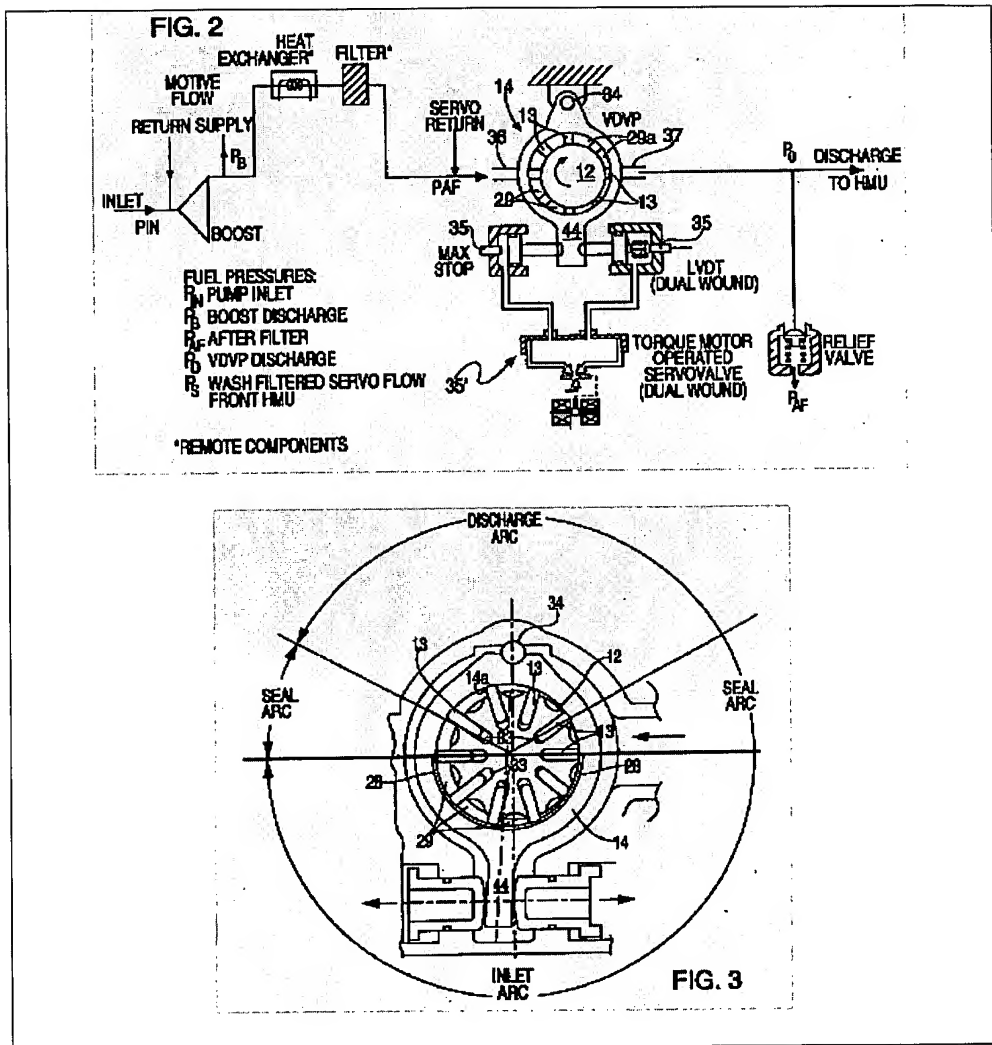 FIG. 2
HEAT
EXCHANGER*
FILTER*
MOTIVE
FLOW
RETURN SUPPLY
PB
INLET
PIN
BOOST
SERVO
RETURN
PAF
36
14
13
34
VDVP
29a
37
12
29
13
PD
DISCHARGE
TO HMU
35
MAX
STOP
44
35
LVDT
(DUAL WOUND)
FUEL PRESSURES:
PIN PUMP INLET
PB BOOST DISCHARGE
PAF AFTER FILTER
PD VDVP DISCHARGE
PS WASH FILTERED SERVO FLOW
FRONT HMU
*REMOTE COMPONENTS
35'
TORQUE MOTOR
OPERATED
SERVOVALVE
(DUAL WOUND)
RELIEF
VALVE
PAF
DISCHARGE
ARC
34
13
14a
13
12
SEAL
ARC
33
13
SEAL
ARC
33
29
14
44
INLET
ARC
FIG. 3